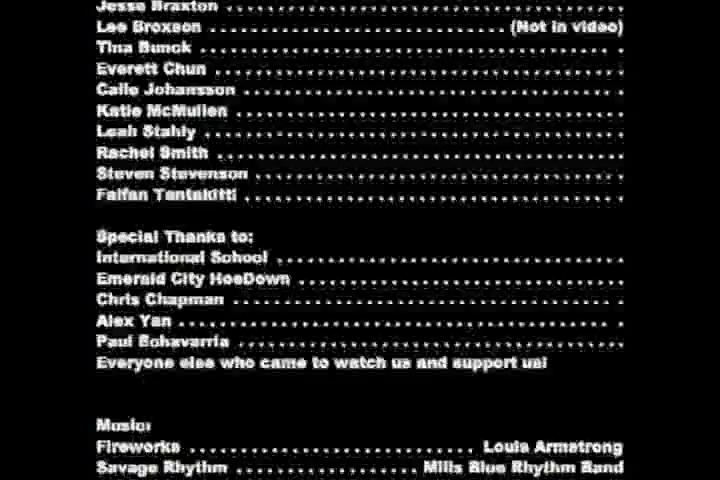 Jesse Braxton ........................................
Lee Broxson .............................. (Not in video)
Tina Bunck ........................................ .
Everett Chun ........................................
Calle Johansson ..................................... .
Katie McMullen .......................................
Leah Stahly ........................................
Rachel Smith ........................................
Steven Stevenson .....................................
Faifan Tantakitti ......................................
Special Thanks to:
International School ...................................
Emerald City HoeDown .................................
Chris Chapman ..................................... .
Alex Yan ........................................ .
Paul Echavarria .......................................
Everyone else who came to watch us and support us!
Music:
Fireworks ............................ Louis Armstrong
Savage Rhythm .................. Mills Blue Rhythm Band